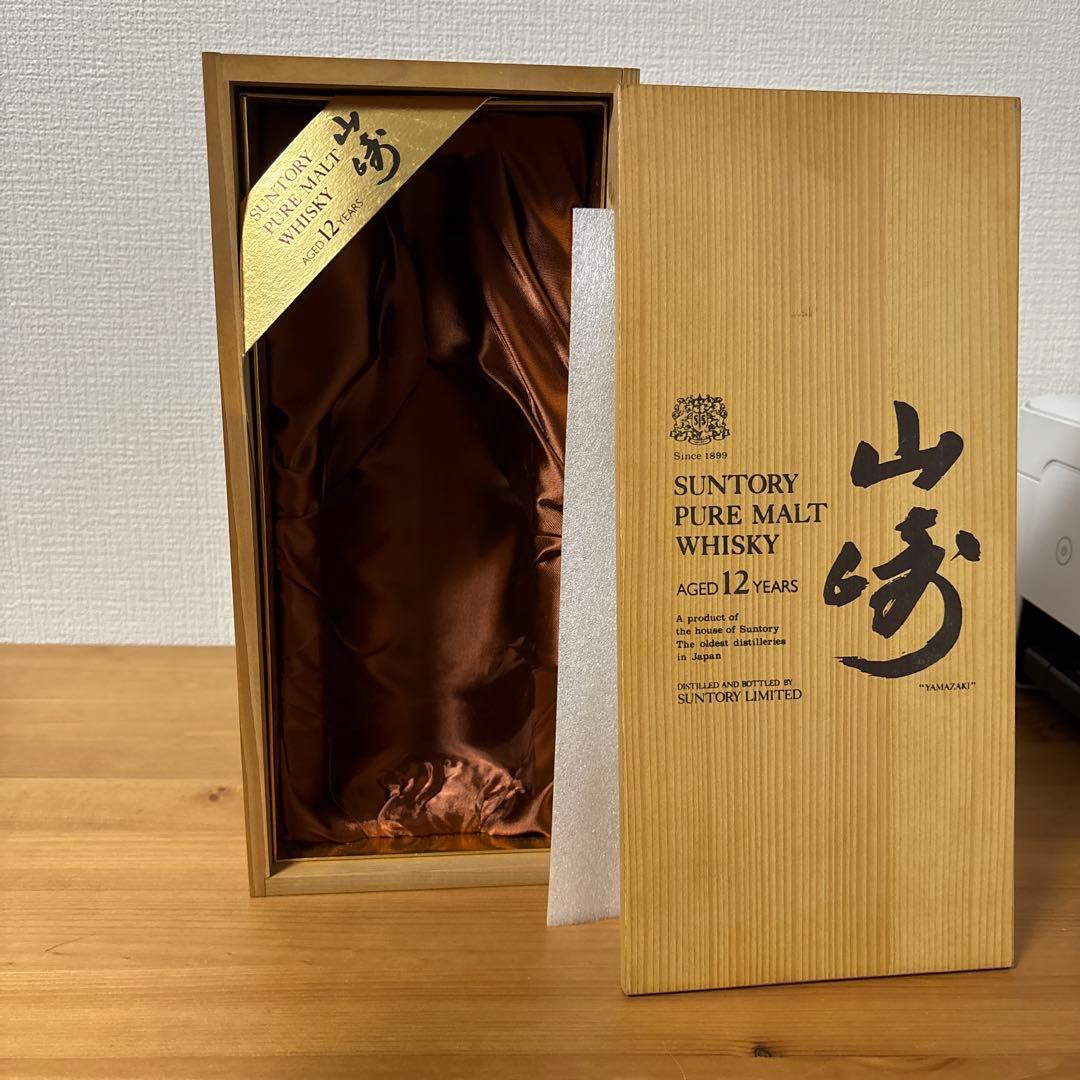 SUNTORY
PURE MALT
WHISKY
AGED 12 YEARS
山崎
Since 1899
SUNTORY
PURE MALT
WHISKY
AGED 12 YEARS
A product of
the house of Suntory
The oldest distilleries
in Japan
DISTILLED AND BOTTLED BY
SUNTORY LIMITED
山崎
"YAMAZAKI"